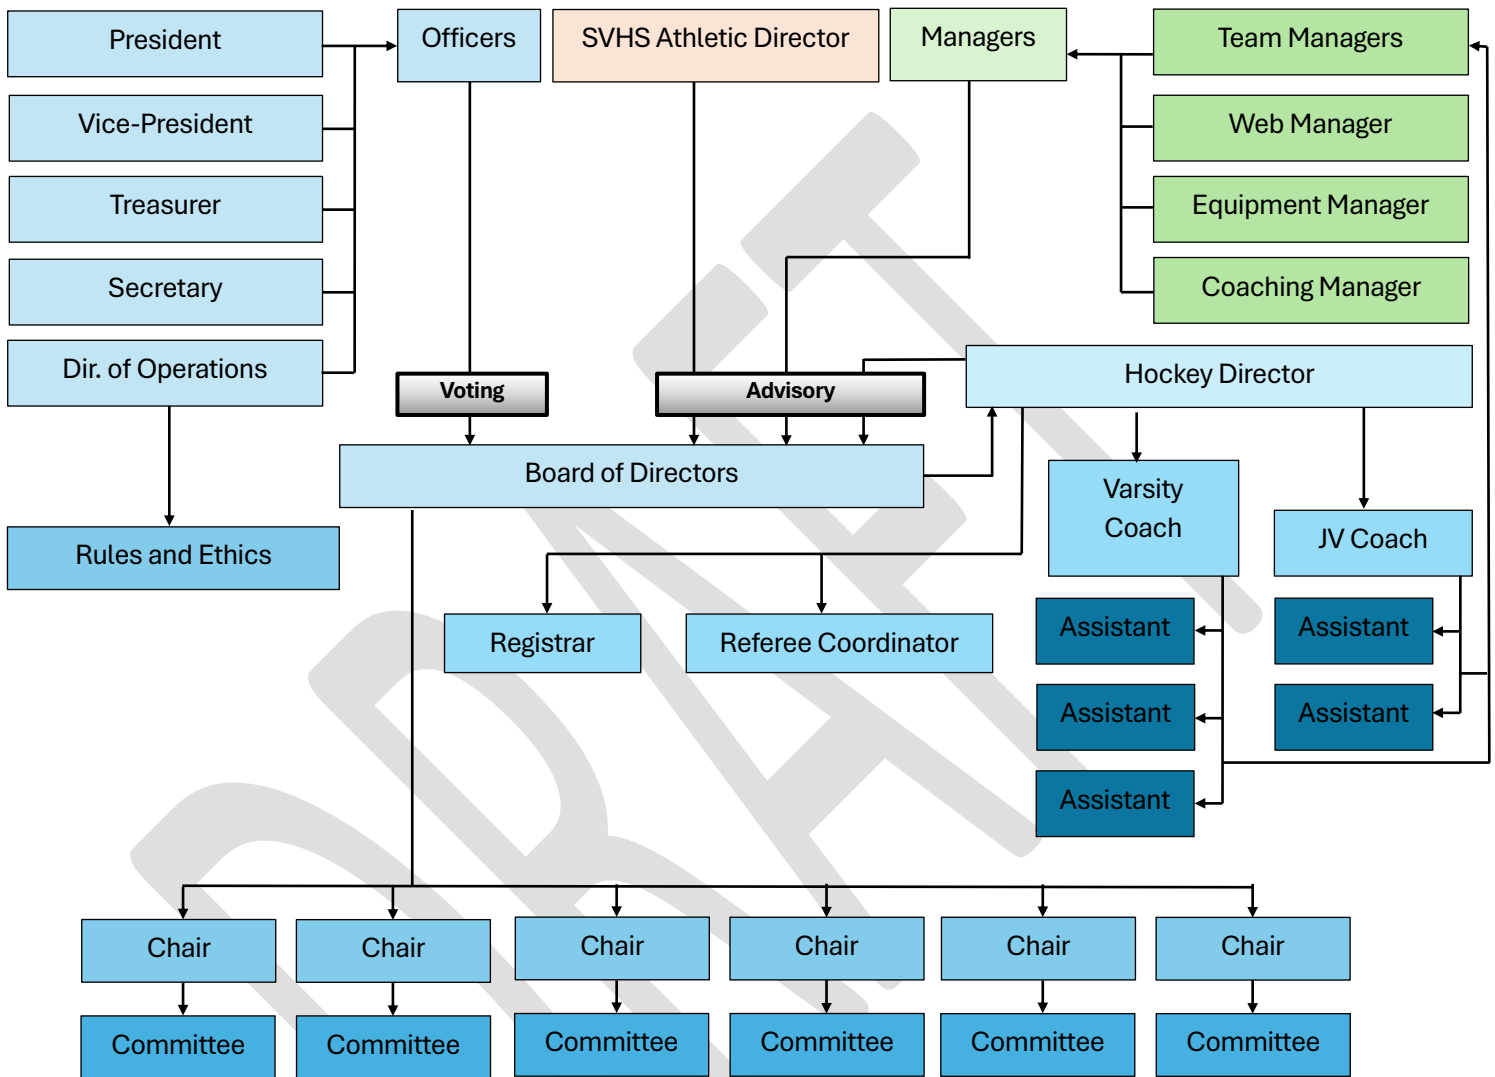 President
Officers
SVHS Athletic Director
Managers
Team Managers
Vice-President
Web Manager
Treasurer
Equipment Manager
Secretary
Coaching Manager
Dir. of Operations
Hockey Director
Voting
Advisory
Board of Directors
Varsity
Coach
JV Coach
Rules and Ethics
Registrar
Referee Coordinator
Assistant
Assistant
Assistant
Assistant
Assistant
Chair
Chair
Chair
Chair
Chair
Chair
Committee
Committee
Committee
Committee
Committee
Committee
DRAFT